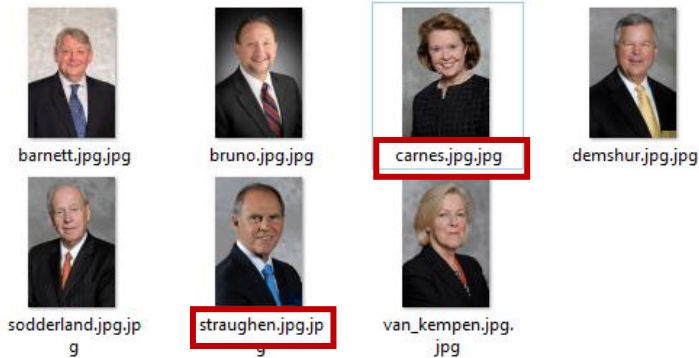 barnett.jpg.jpg
bruno.jpg.jpg
carnes.jpg.jpg
demshur.jpg.jpg
sodderland.jpg.jp
g
straughen.jpg.jp
g
van_kempen.jpg.
jpg